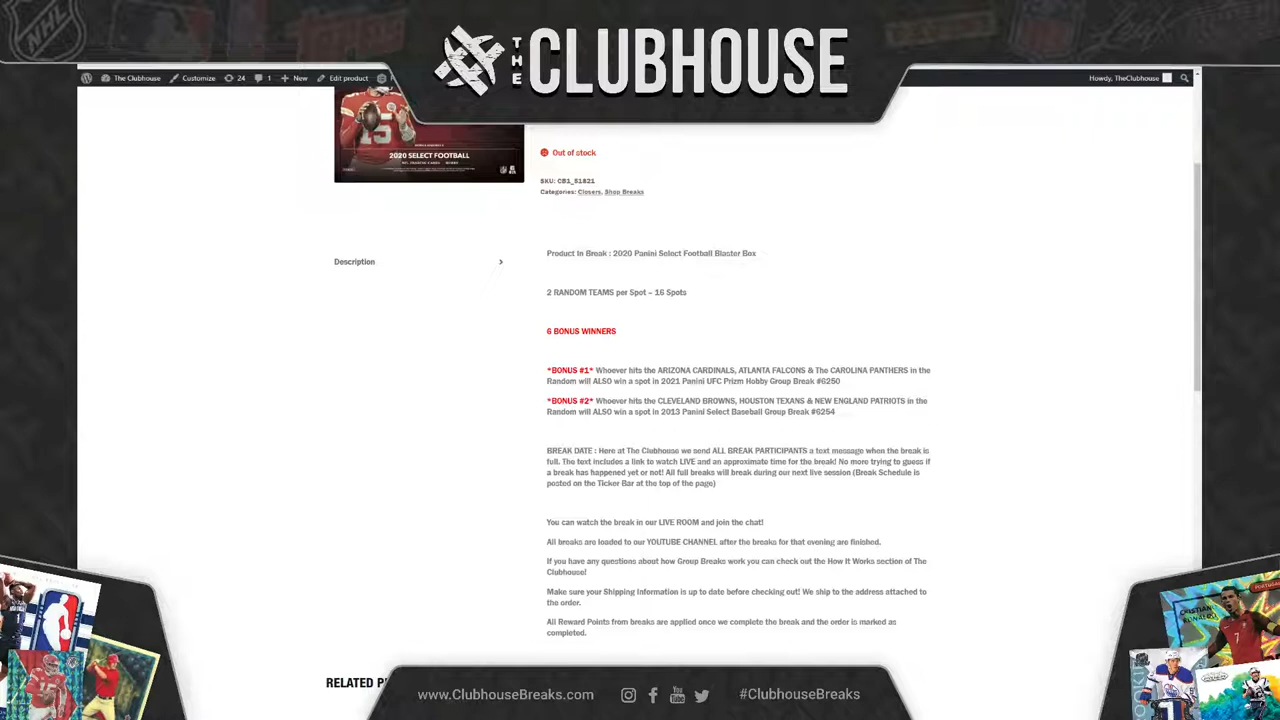 THE CLUBHOUSE
The Clubhouse Customize 24 1 New Edit product
Howdy, TheClubhouse
15
2020 SELECT FOOTBALL
Out of stock
SKU: CB1_51821
Categories: Closers, Shop Breaks
Description
Product In Break : 2020 Panini Select Football Blaster Box
2 RANDOM TEAMS per Spot – 16 Spots
6 BONUS WINNERS
*BONUS #1* Whoever hits the ARIZONA CARDINALS, ATLANTA FALCONS & The CAROLINA PANTHERS in the
Random will ALSO win a spot in 2021 Panini UFC Prizm Hobby Group Break #6250
*BONUS #2* Whoever hits the CLEVELAND BROWNS, HOUSTON TEXANS & NEW ENGLAND PATRIOTS in the
Random will ALSO win a spot in 2013 Panini Select Baseball Group Break #6254
BREAK DATE : Here at The Clubhouse we send ALL BREAK PARTICIPANTS a text message when the break is
full. The text includes a link to watch LIVE and an approximate time for the break! No more trying to guess if
a break has happened yet or not! All full breaks will break during our next live session (Break Schedule is
posted on the Ticker Bar at the top of the page)
You can watch the break in our LIVE ROOM and join the chat!
All breaks are loaded to our YOUTUBE CHANNEL after the breaks for that evening are finished.
If you have any questions about how Group Breaks work you can check out the How It Works section of The
Clubhouse!
Make sure your Shipping Information is up to date before checking out! We ship to the address attached to
the order.
All Reward Points from breaks are applied once we complete the break and the order is marked as
completed.
RELATED P
www.ClubhouseBreaks.com
You Tube
#ClubhouseBreaks
NHL